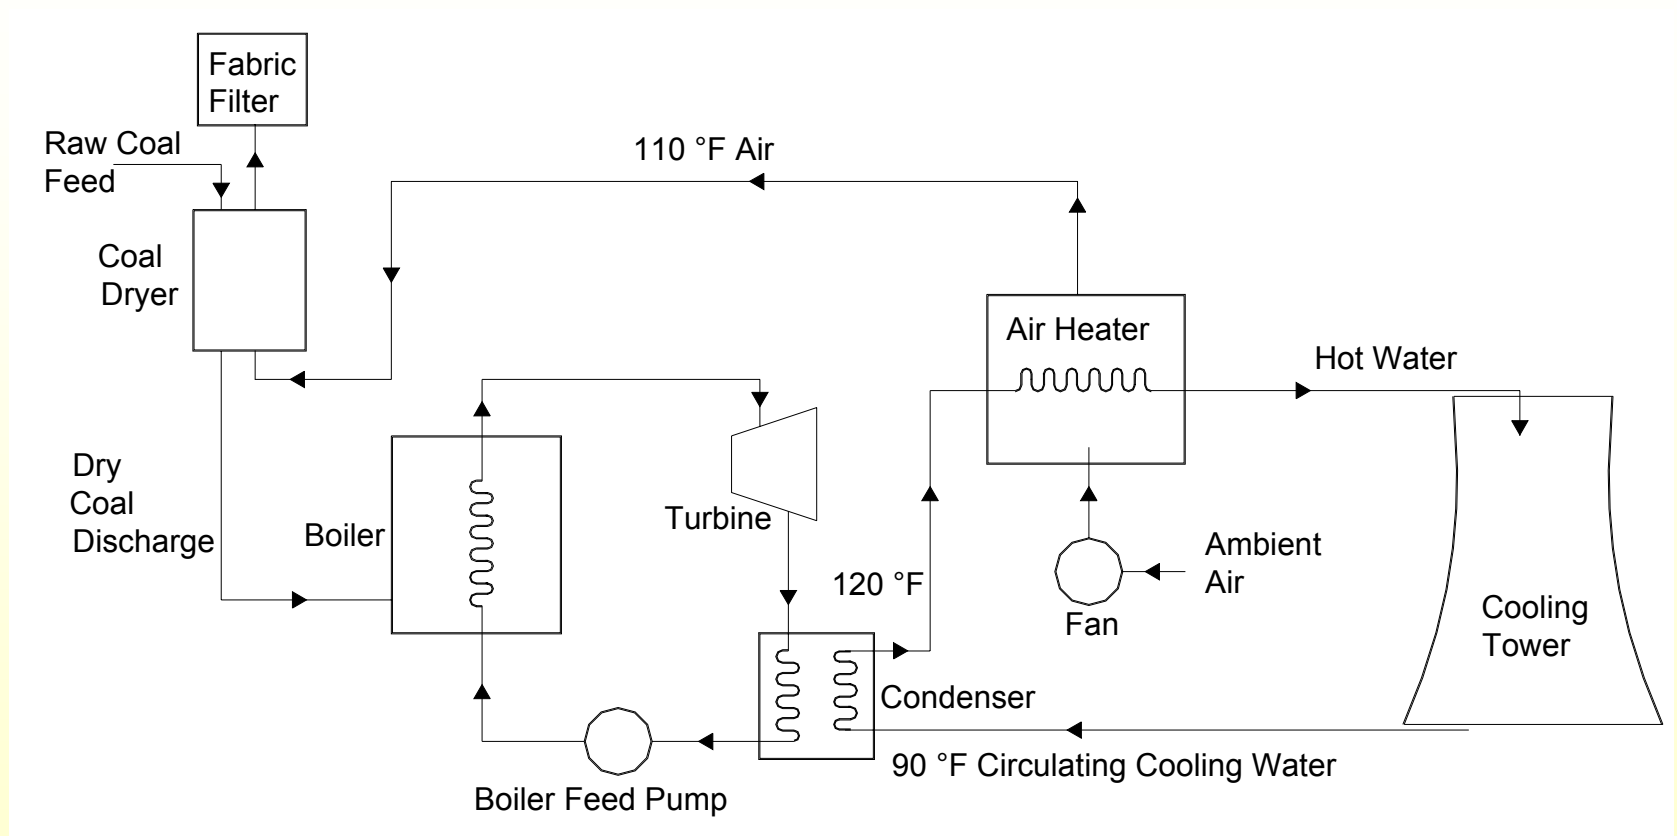 Fabric
Filter
Raw Coal
Feed
110 °F Air
Coal
Dryer
Air Heater
Hot Water
Dry
Coal
Discharge
Boiler
Turbine
120 °F
Ambient
Air
Fan
Cooling
Tower
Condenser
90 °F Circulating Cooling Water
Boiler Feed Pump